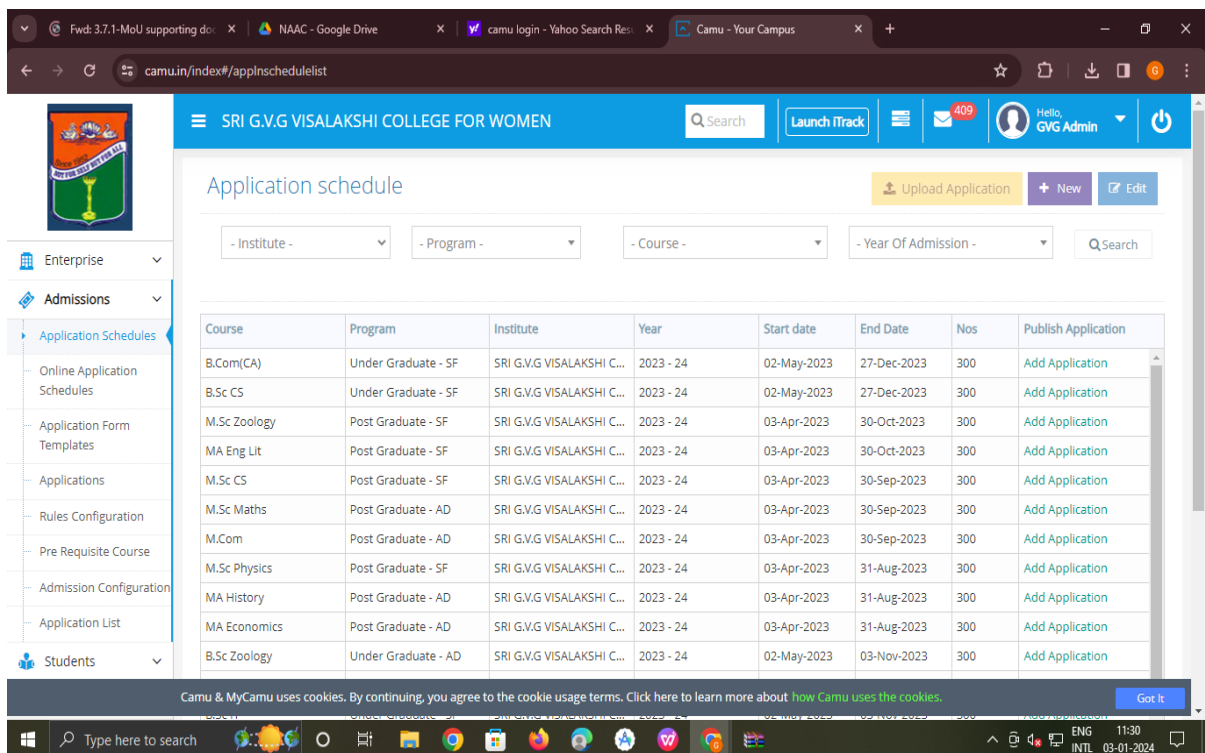 Fwd: 3.7.1-MoU supporting doc
NAAC - Google Drive
camu login - Yahoo Search Resu
Camu - Your Campus
camu.in/index#/applnschedulelist
G
Since 1952
NOT FOR SELF BUT FOR ALL
SRI G.V.G VISALAKSHI COLLEGE FOR WOMEN
Search
Launch iTrack
409
Hello,
GVG Admin
Application schedule
Upload Application
+ New
Edit
- Institute -
- Program -
- Course -
- Year Of Admission -
Search
Enterprise
Admissions
Application Schedules
Online Application
Schedules
Application Form
Templates
Applications
Rules Configuration
Pre Requisite Course
Admission Configuration
Application List
Students
Course Program Institute Year Start date End Date Nos Publish Application
B.Com(CA) Under Graduate - SF SRI G.V.G VISALAKSHI C... 2023 - 24 02-May-2023 27-Dec-2023 300 Add Application
B.Sc CS Under Graduate - SF SRI G.V.G VISALAKSHI C... 2023 - 24 02-May-2023 27-Dec-2023 300 Add Application
M.Sc Zoology Post Graduate - SF SRI G.V.G VISALAKSHI C... 2023 - 24 03-Apr-2023 30-Oct-2023 300 Add Application
MA Eng Lit Post Graduate - SF SRI G.V.G VISALAKSHI C... 2023 - 24 03-Apr-2023 30-Oct-2023 300 Add Application
M.Sc CS Post Graduate - SF SRI G.V.G VISALAKSHI C... 2023 - 24 03-Apr-2023 30-Sep-2023 300 Add Application
M.Sc Maths Post Graduate - AD SRI G.V.G VISALAKSHI C... 2023 - 24 03-Apr-2023 30-Sep-2023 300 Add Application
M.Com Post Graduate - AD SRI G.V.G VISALAKSHI C... 2023 - 24 03-Apr-2023 30-Sep-2023 300 Add Application
M.Sc Physics Post Graduate - SF SRI G.V.G VISALAKSHI C... 2023 - 24 03-Apr-2023 31-Aug-2023 300 Add Application
MA History Post Graduate - AD SRI G.V.G VISALAKSHI C... 2023 - 24 03-Apr-2023 31-Aug-2023 300 Add Application
MA Economics Post Graduate - AD SRI G.V.G VISALAKSHI C... 2023 - 24 03-Apr-2023 31-Aug-2023 300 Add Application
B.Sc Zoology Under Graduate - AD SRI G.V.G VISALAKSHI C... 2023 - 24 02-May-2023 03-Nov-2023 300 Add Application
Camu & MyCamu uses cookies. By continuing, you agree to the cookie usage terms. Click here to learn more about how Camu uses the cookies.
Got It
Type here to search
ENG
INTL
11:30
03-01-2024